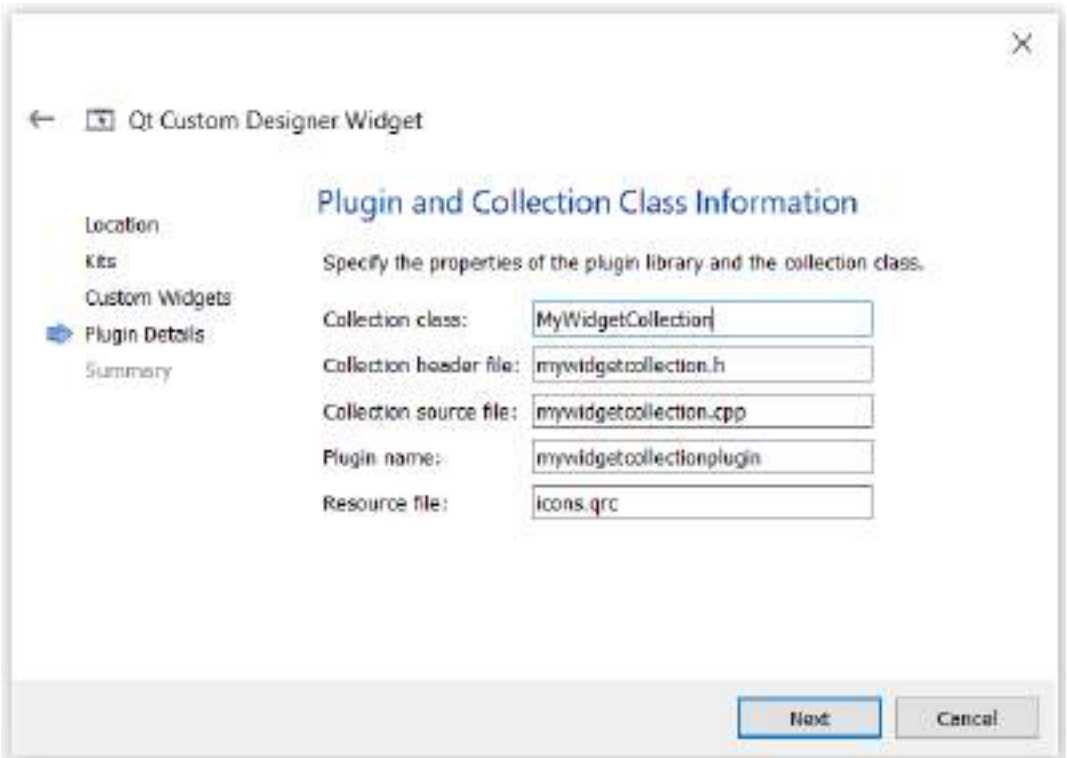 Qt Custom Designer Widget
Location
Kits
Custom Widgets
Plugin Details
Summary
Plugin and Collection Class Information
Specify the properties of the plugin library and the collection class.
Collection class: MyWidgetCollection
Collection header file: mywidgetcollection.h
Collection source file: mywidgetcollection.cpp
Plugin name: mywidgetcollectionplugin
Resource file: icons.qrc
Next Cancel